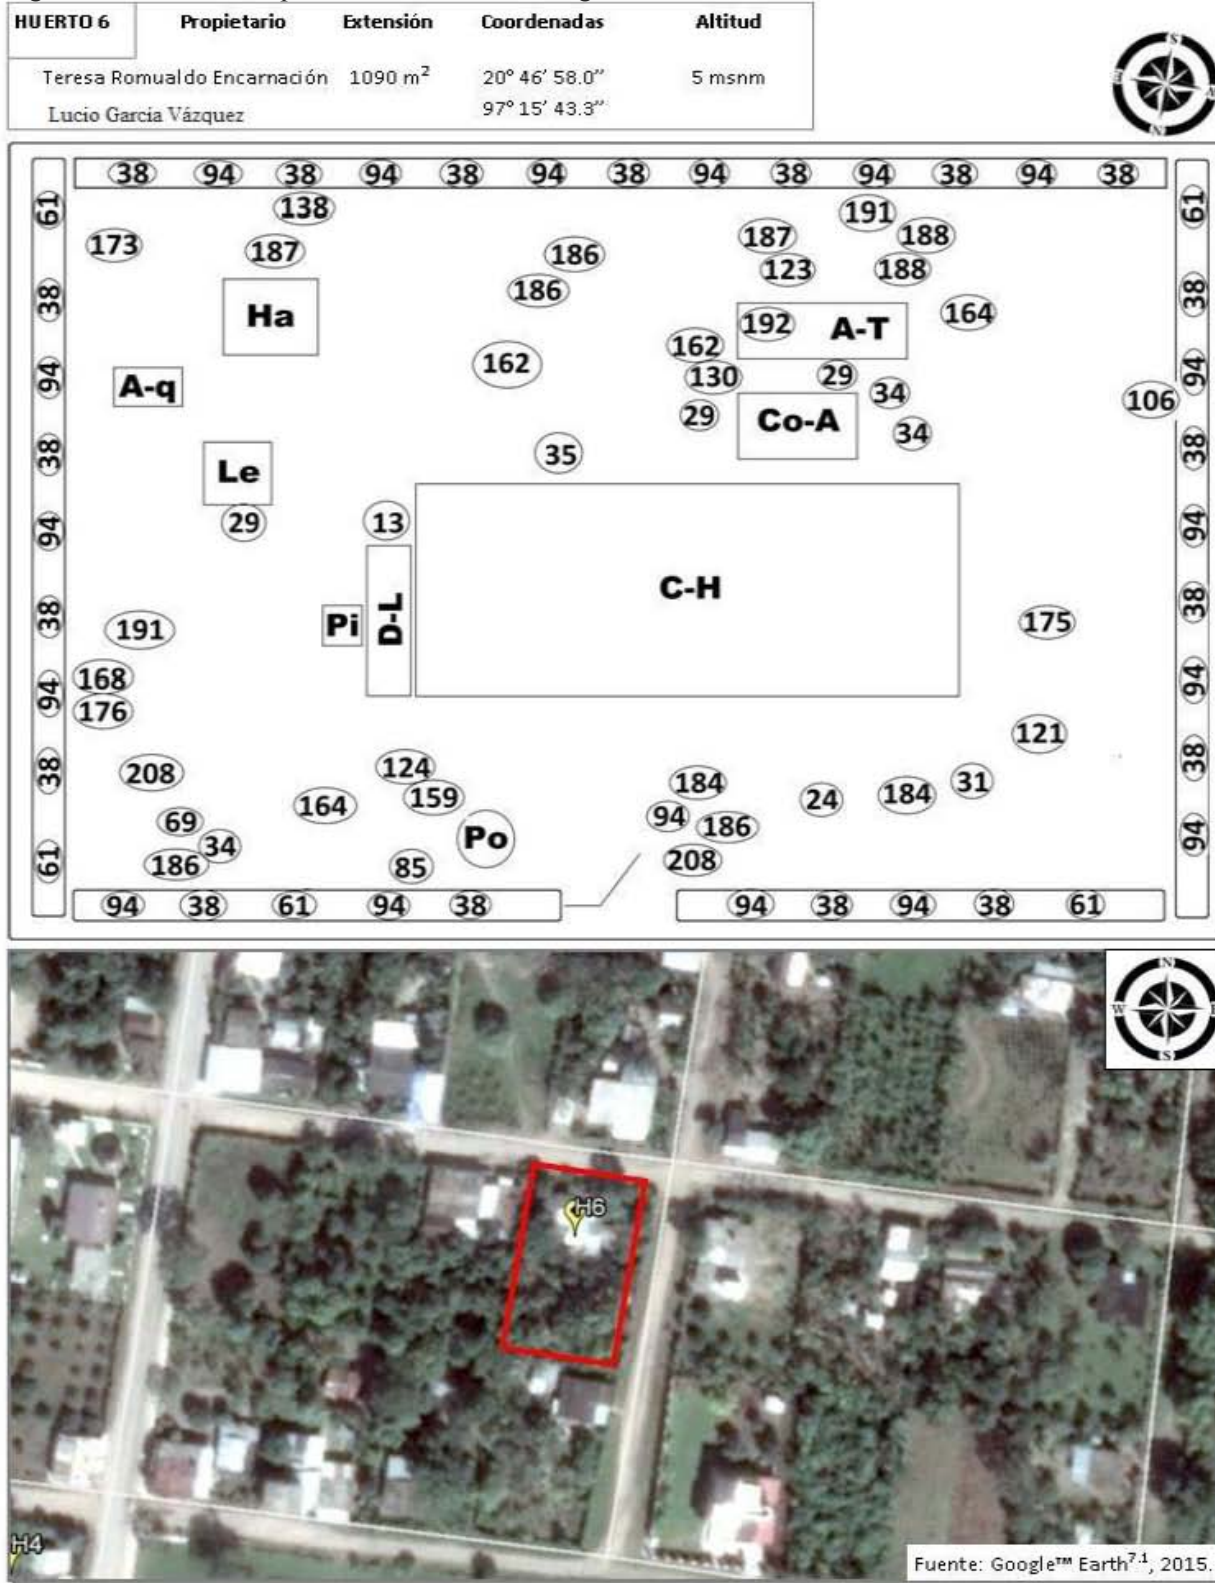 HUERTO 6 Propietario Extensión Coordenadas Altitud
Teresa Romualdo Encarnación 1090 m² 20° 46’ 58.0” 5 msnm
Lucio García Vázquez 97° 15’ 43.3”
S
N
38 94 38 94 38 94 38 94 38 94 38 94 38
61 138 191 61
173 187 186 187 188
123 188
38 186 38
Ha 192 A-T 164
162 162
94 A-q 130 29 94
34 106
29 Co-A
38 35 34 38
Le
29 13
94 94
C-H
38 Pi D-L 38
191 175
168
94 94
176
121
38 124 38
208 184 31
164 159 24 184
69 94
34 Po 186 94
61 186 85 208
94 38 61 94 38 94 38 94 38 61
N
W
S
H6
H4
Fuente: Google™ Earth⁷·¹, 2015.